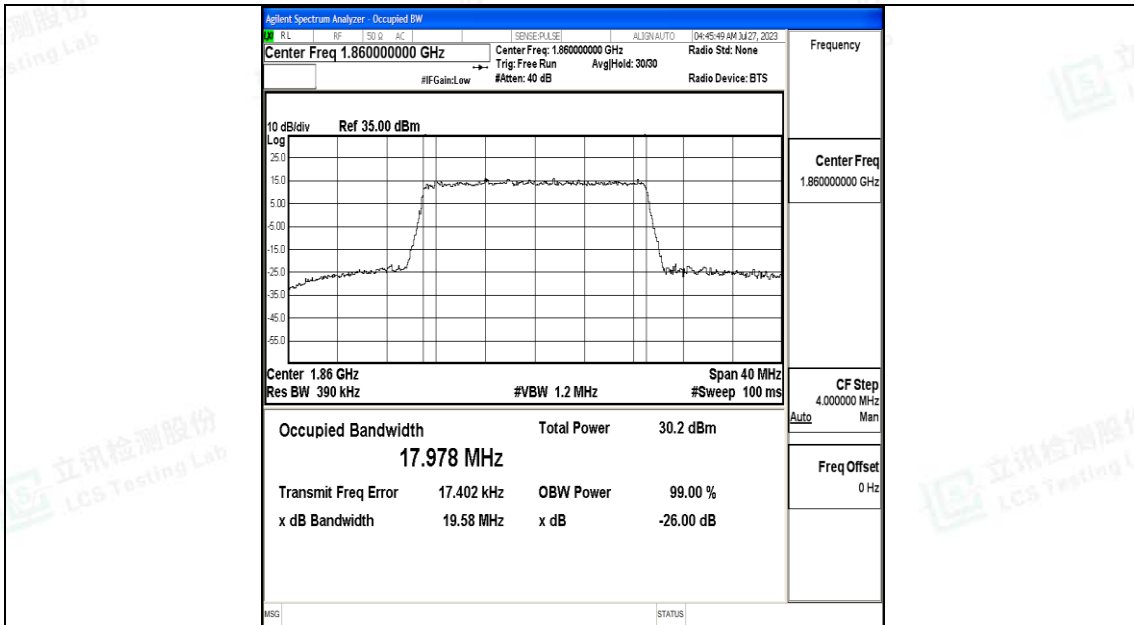 Agilent Spectrum Analyzer - Occupied BW
RL RF 50 Ω AC SENSE:PULSE ALIGN AUTO 04:45:49 AM Jul 27, 2023
Center Freq 1.860000000 GHz
Center Freq: 1.860000000 GHz Radio Std: None
Trig: Free Run Avg|Hold: 30/30
#IFGain:Low #Atten: 40 dB Radio Device: BTS
10 dB/div Ref 35.00 dBm
Log
25.0
15.0
5.00
-5.00
-15.0
-25.0
-35.0
-45.0
-55.0
Center 1.86 GHz Span 40 MHz
Res BW 390 kHz #VBW 1.2 MHz #Sweep 100 ms
Occupied Bandwidth Total Power 30.2 dBm
17.978 MHz
Transmit Freq Error 17.402 kHz OBW Power 99.00 %
x dB Bandwidth 19.58 MHz x dB -26.00 dB
MSG STATUS
Frequency
Center Freq
1.860000000 GHz
CF Step
4.000000 MHz
Auto Man
Freq Offset
0 Hz
立讯检测股份
LCS Testing Lab
立讯检测股份
LCS Testing